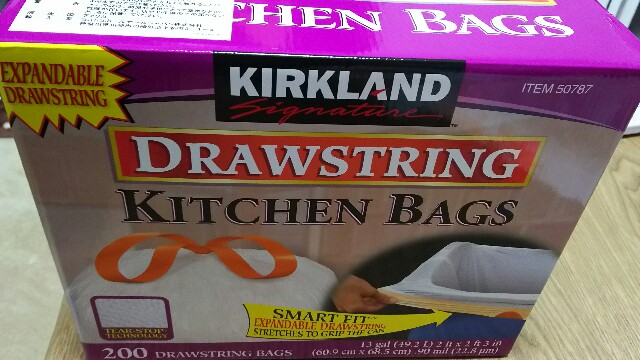 KITCHEN BAGS
EXPANDABLE
DRAWSTRING
KIRKLAND
Signature
ITEM 50787
DRAWSTRING
KITCHEN BAGS
TEAR-STOP
TECHNOLOGY
SMART FIT
EXPANDABLE DRAWSTRING
STRETCHES TO GRIP THE CAN
200 DRAWSTRING BAGS
13 gal (49.2 L) 2 ft x 2 ft 3 in
(60.9 cm x 68.5 cm) .90 mil (22.8 µm)